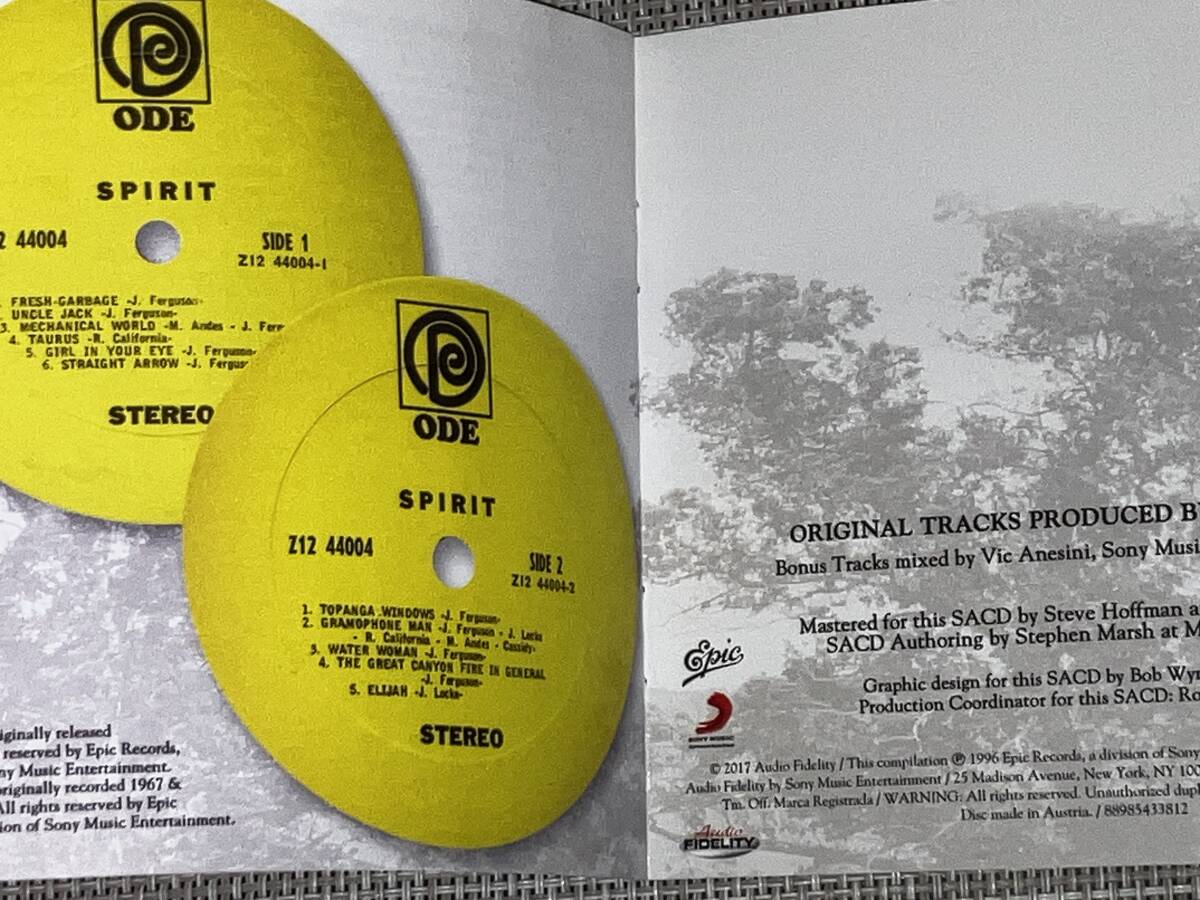 ODE
SPIRIT
44004
SIDE 1
Z12 44004-1
FRESH-GARBAGE -J. Ferguson-
UNCLE JACK -J. Ferguson-
3. MECHANICAL WORLD -M. Andes - J. Fer
4. TAURUS -R. California-
5. GIRL IN YOUR EYE -J. Ferguson-
6. STRAIGHT ARROW -J. Fergus
STEREO
ODE
SPIRIT
Z12 44004
SIDE 2
Z12 44004-2
1. TOPANGA WINDOWS -J. Ferguson-
2. GRAMOPHONE MAN -J. Ferguson - J. Locke
- R. California - M. Andes - Cassidy-
3. WATER WOMAN -J. Ferguson-
4. THE GREAT CANYON FIRE IN GENERAL
-J. Ferguson-
5. ELIJAH -J. Locke-
STEREO
iginally released
reserved by Epic Records,
ny Music Entertainment.
riginally recorded 1967 &
All rights reserved by Epic
ion of Sony Music Entertainment.
ORIGINAL TRACKS PRODUCED B
Bonus Tracks mixed by Vic Anesini, Sony Musi
Mastered for this SACD by Steve Hoffman a
SACD Authoring by Stephen Marsh at M
Epic
Graphic design for this SACD by Bob Wyn
Production Coordinator for this SACD: Ro
SONY MUSIC
© 2017 Audio Fidelity / This compilation ℗ 1996 Epic Records, a division of Sony
Audio Fidelity by Sony Music Entertainment / 25 Madison Avenue, New York, NY 100
Tm. Off. Marca Registrada / WARNING: All rights reserved. Unauthorized dupl
Disc made in Austria. / 88985433812
Audio
FIDELITY